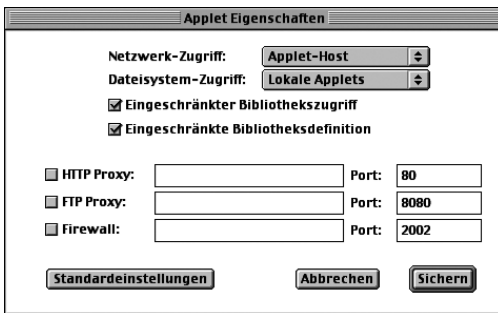 Applet Eigenschaften
Netzwerk-Zugriff: Applet-Host
Dateisystem-Zugriff: Lokale Applets
Eingeschränkter Bibliothekszugriff
Eingeschränkte Bibliotheksdefinition
HTTP Proxy: Port: 80
FTP Proxy: Port: 8080
Firewall: Port: 2002
Standardeinstellungen Abbrechen Sichern